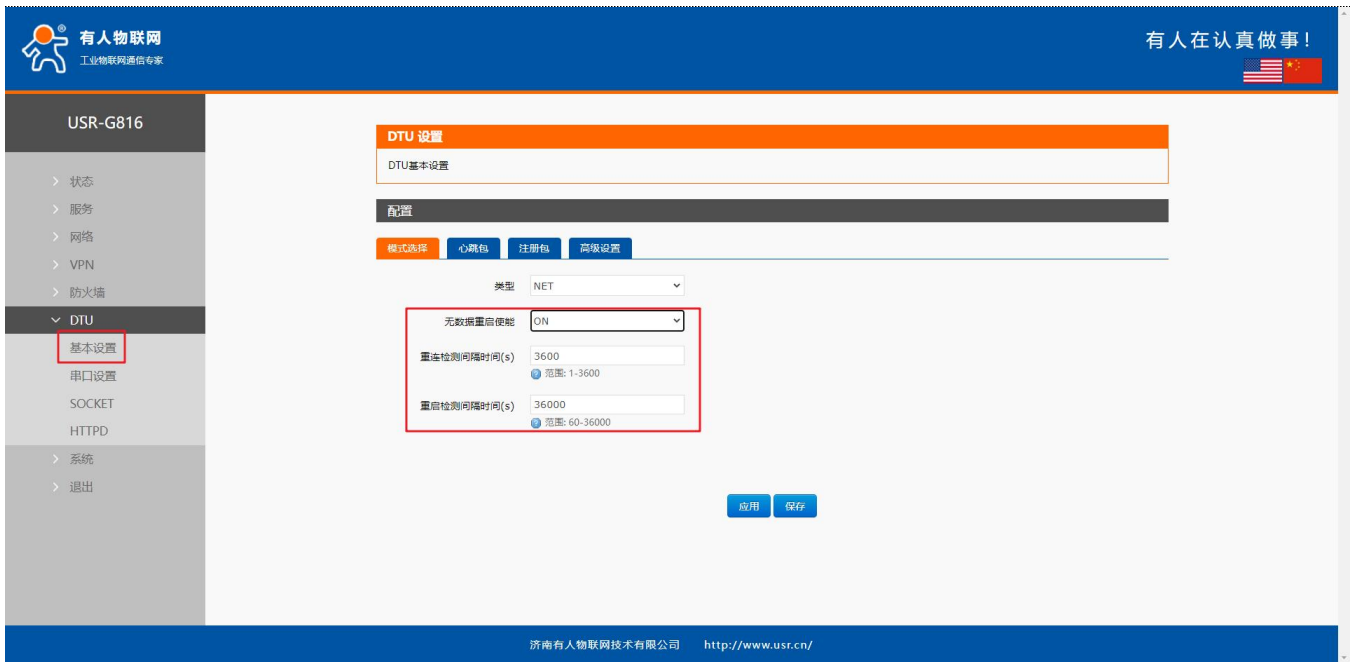 有人物联网
工业物联网通信专家
有人在认真做事!
USR-G816
状态
服务
网络
VPN
防火墙
DTU
基本设置
串口设置
SOCKET
HTTPD
系统
退出
DTU 设置
DTU基本设置
配置
模式选择 心跳包 注册包 高级设置
类型 NET
无数据重启使能 ON
重连检测间隔时间(s) 3600
范围: 1-3600
重启检测间隔时间(s) 36000
范围: 60-36000
应用 保存
济南有人物联网技术有限公司 http://www.usr.cn/